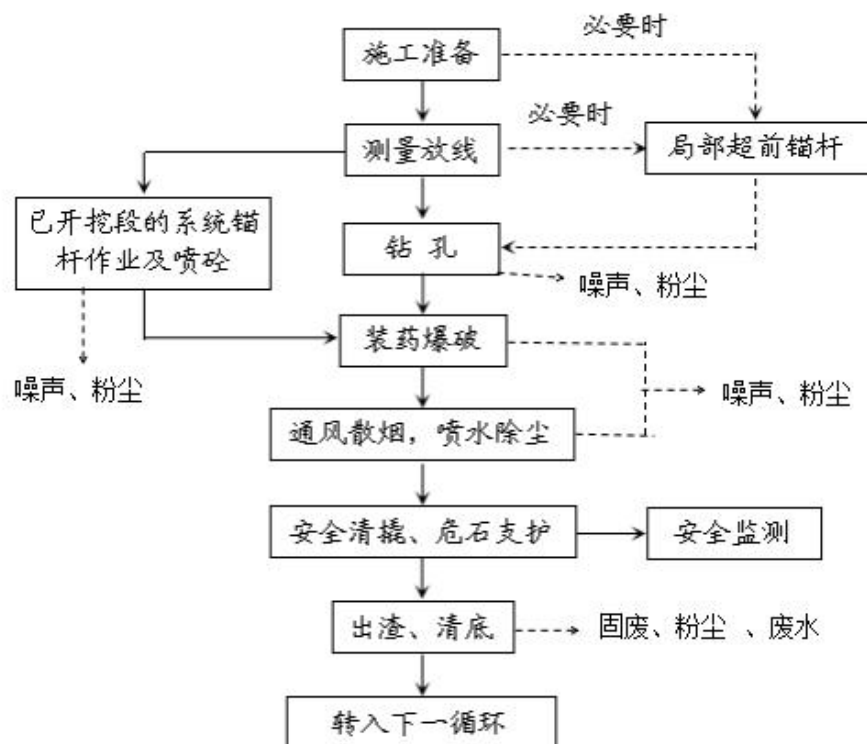 必要时
施工准备
必要时
测量放线
局部超前锚杆
已开挖段的系统锚
杆作业及喷砼
钻 孔
噪声、粉尘
装药爆破
噪声、粉尘
噪声、粉尘
通风散烟，喷水除尘
安全清撬、危石支护
安全监测
出渣、清底
固废、粉尘 、废水
转入下一循环